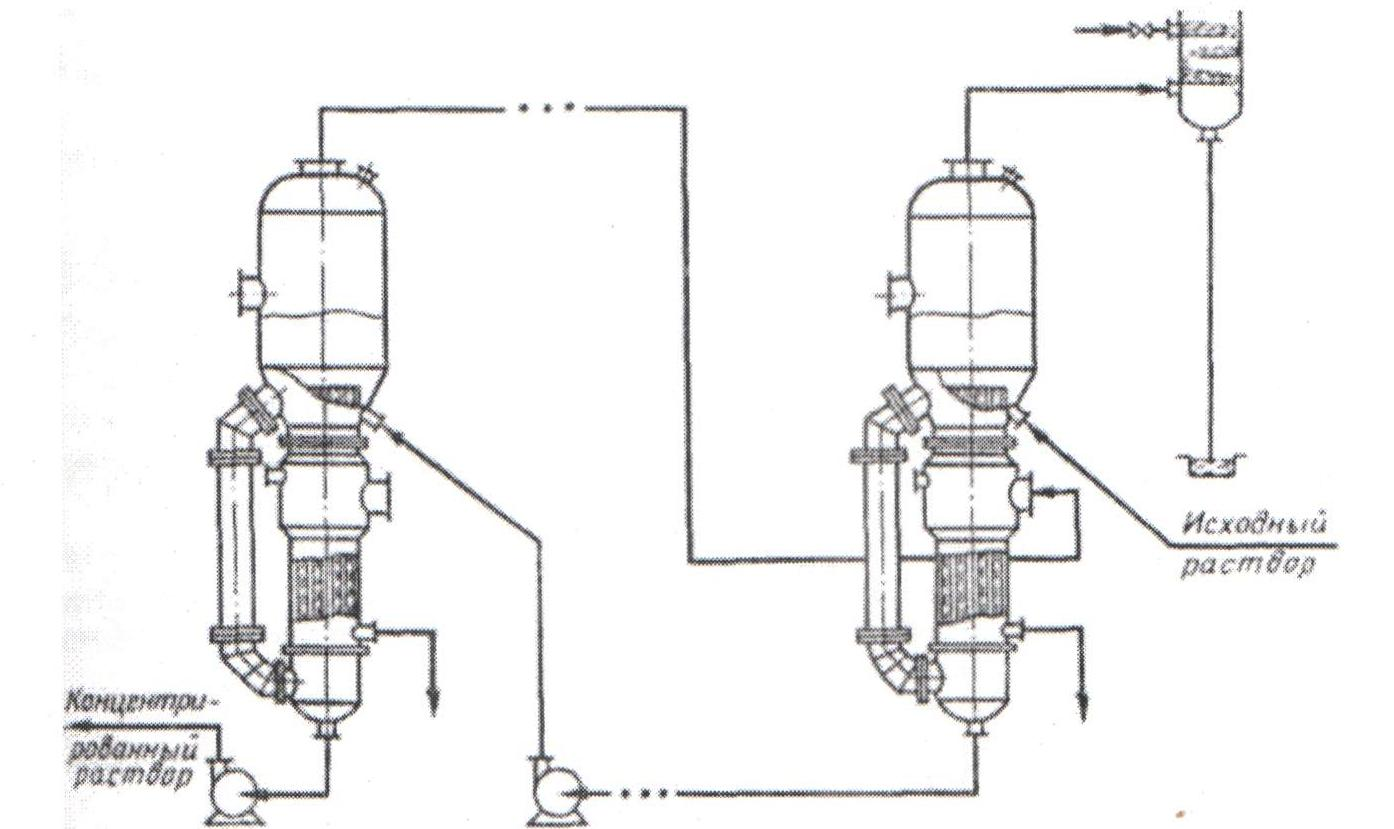 Исходный
раствор
Концентри-
рованный
раствор